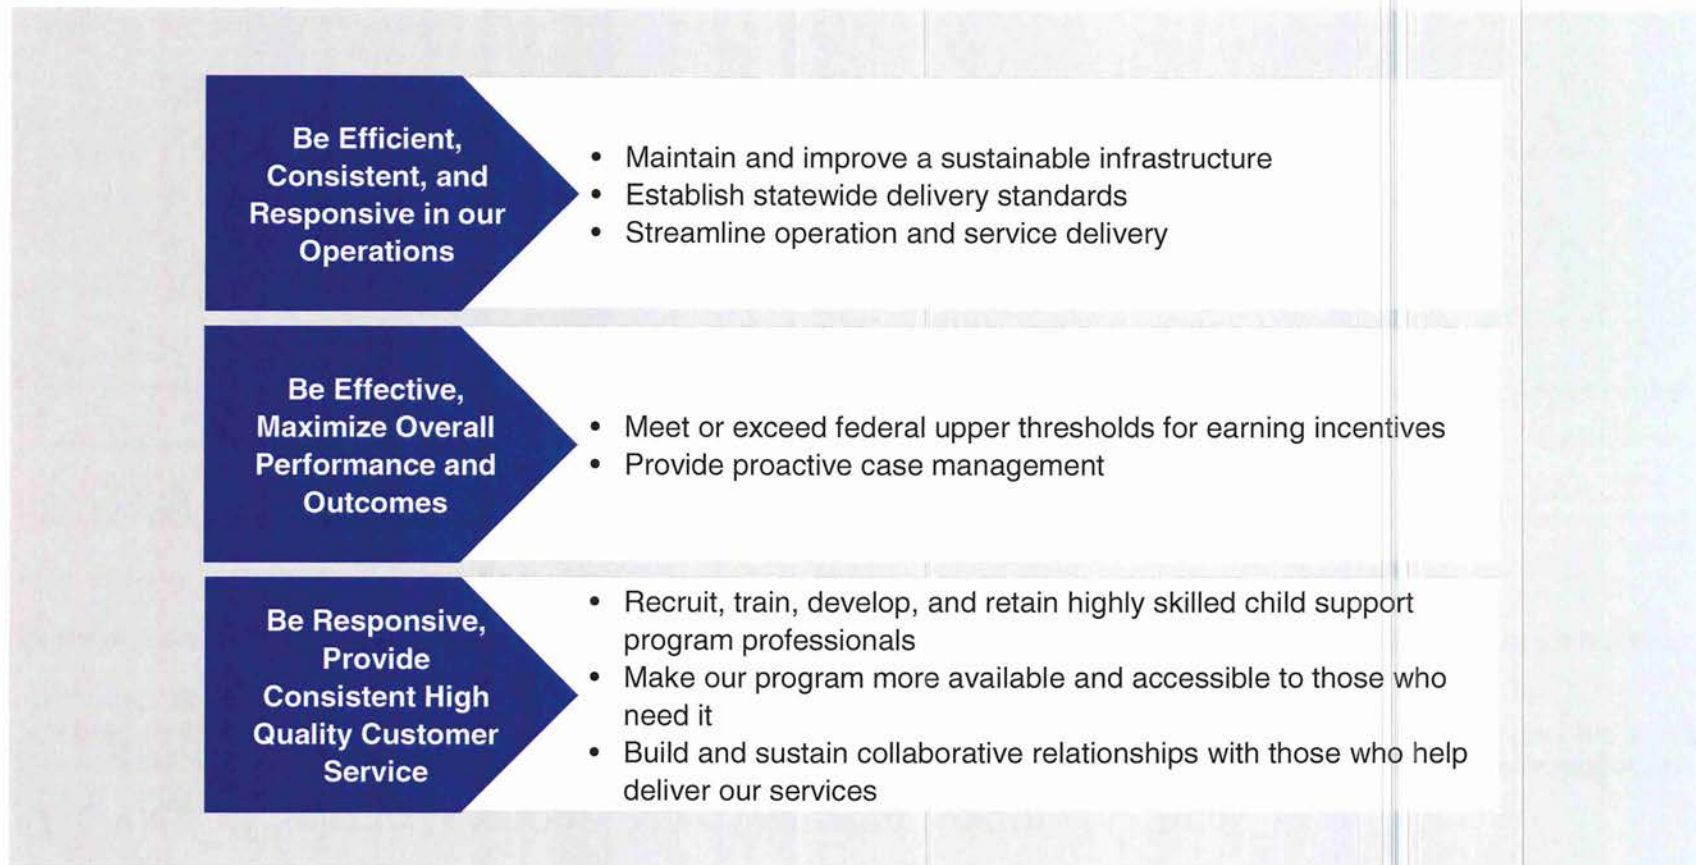 Be Efficient,
Consistent, and
Responsive in our
Operations
• Maintain and improve a sustainable infrastructure
• Establish statewide delivery standards
• Streamline operation and service delivery
Be Effective,
Maximize Overall
Performance and
Outcomes
• Meet or exceed federal upper thresholds for earning incentives
• Provide proactive case management
Be Responsive,
Provide
Consistent High
Quality Customer
Service
• Recruit, train, develop, and retain highly skilled child support
program professionals
• Make our program more available and accessible to those who
need it
• Build and sustain collaborative relationships with those who help
deliver our services